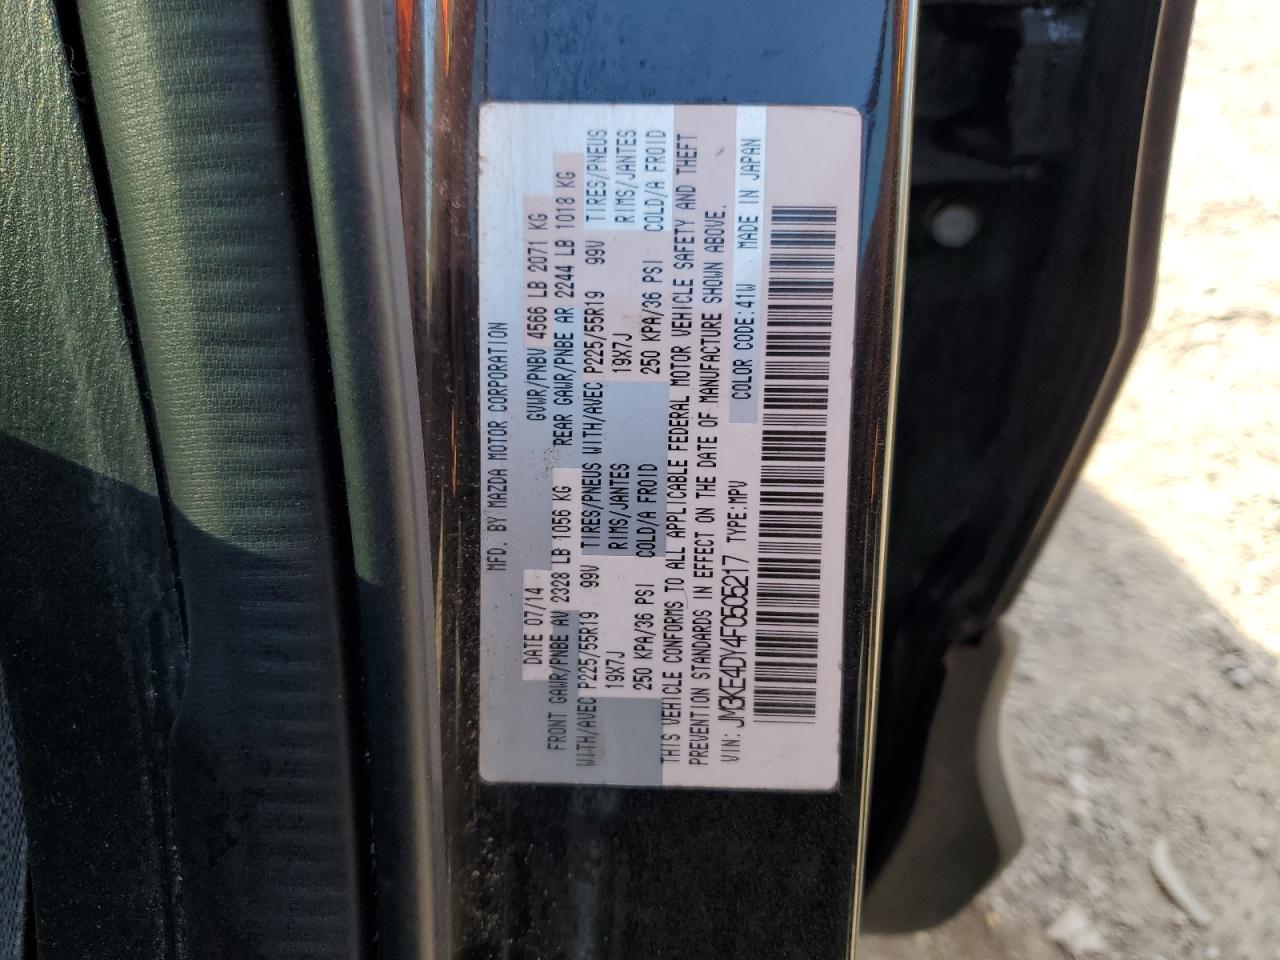 MFD. BY MAZDA MOTOR CORPORATION
DATE 07/14 GVWR/PNBV 4566 LB 2071 KG
FRONT GAWR/PNBE AV 2328 LB 1056 KG REAR GAWR/PNBE AR 2244 LB 1018 KG
WITH/AVEC P225/55R19 99V TIRES/PNEUS WITH/AVEC P225/55R19 99V TIRES/PNEUS
19X7J RIMS/JANTES 19X7J RIMS/JANTES
250 KPA/36 PSI COLD/A FROID 250 KPA/36 PSI COLD/A FROID
THIS VEHICLE CONFORMS TO ALL APPLICABLE FEDERAL MOTOR VEHICLE SAFETY AND THEFT
PREVENTION STANDARDS IN EFFECT ON THE DATE OF MANUFACTURE SHOWN ABOVE.
VIN: JM3KE4DY4F0505217 TYPE:MPV COLOR CODE:41W MADE IN JAPAN